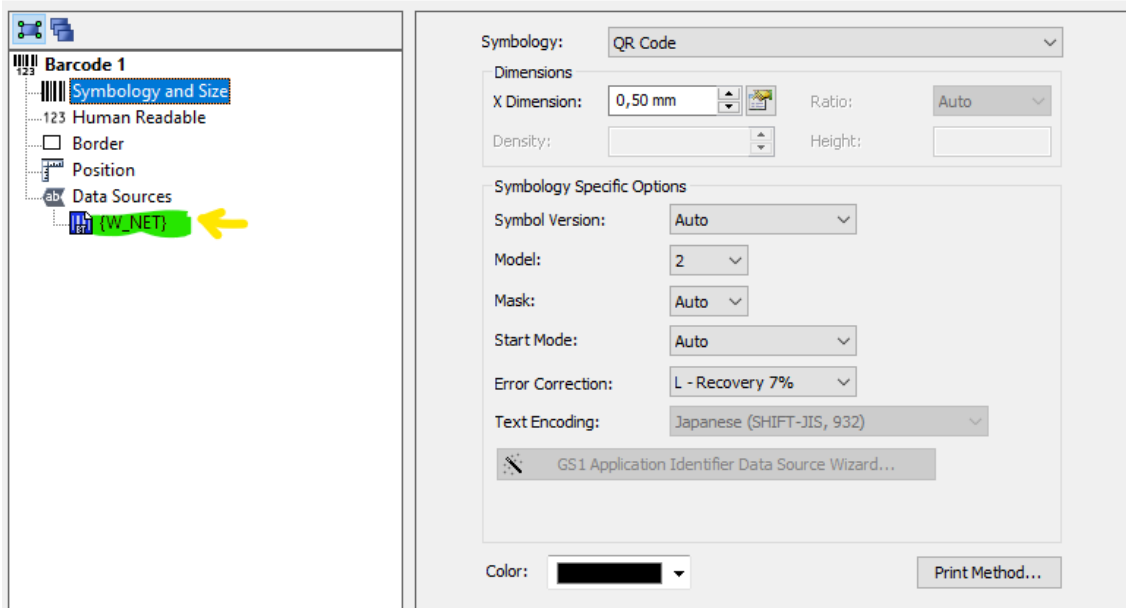 Barcode 1
Symbology and Size
123 Human Readable
Border
Position
Data Sources
{W_NET}
Symbology: QR Code
Dimensions
X Dimension: 0,50 mm Ratio: Auto
Density: Height:
Symbology Specific Options
Symbol Version: Auto
Model: 2
Mask: Auto
Start Mode: Auto
Error Correction: L - Recovery 7%
Text Encoding: Japanese (SHIFT-JIS, 932)
GS1 Application Identifier Data Source Wizard...
Color: Print Method...